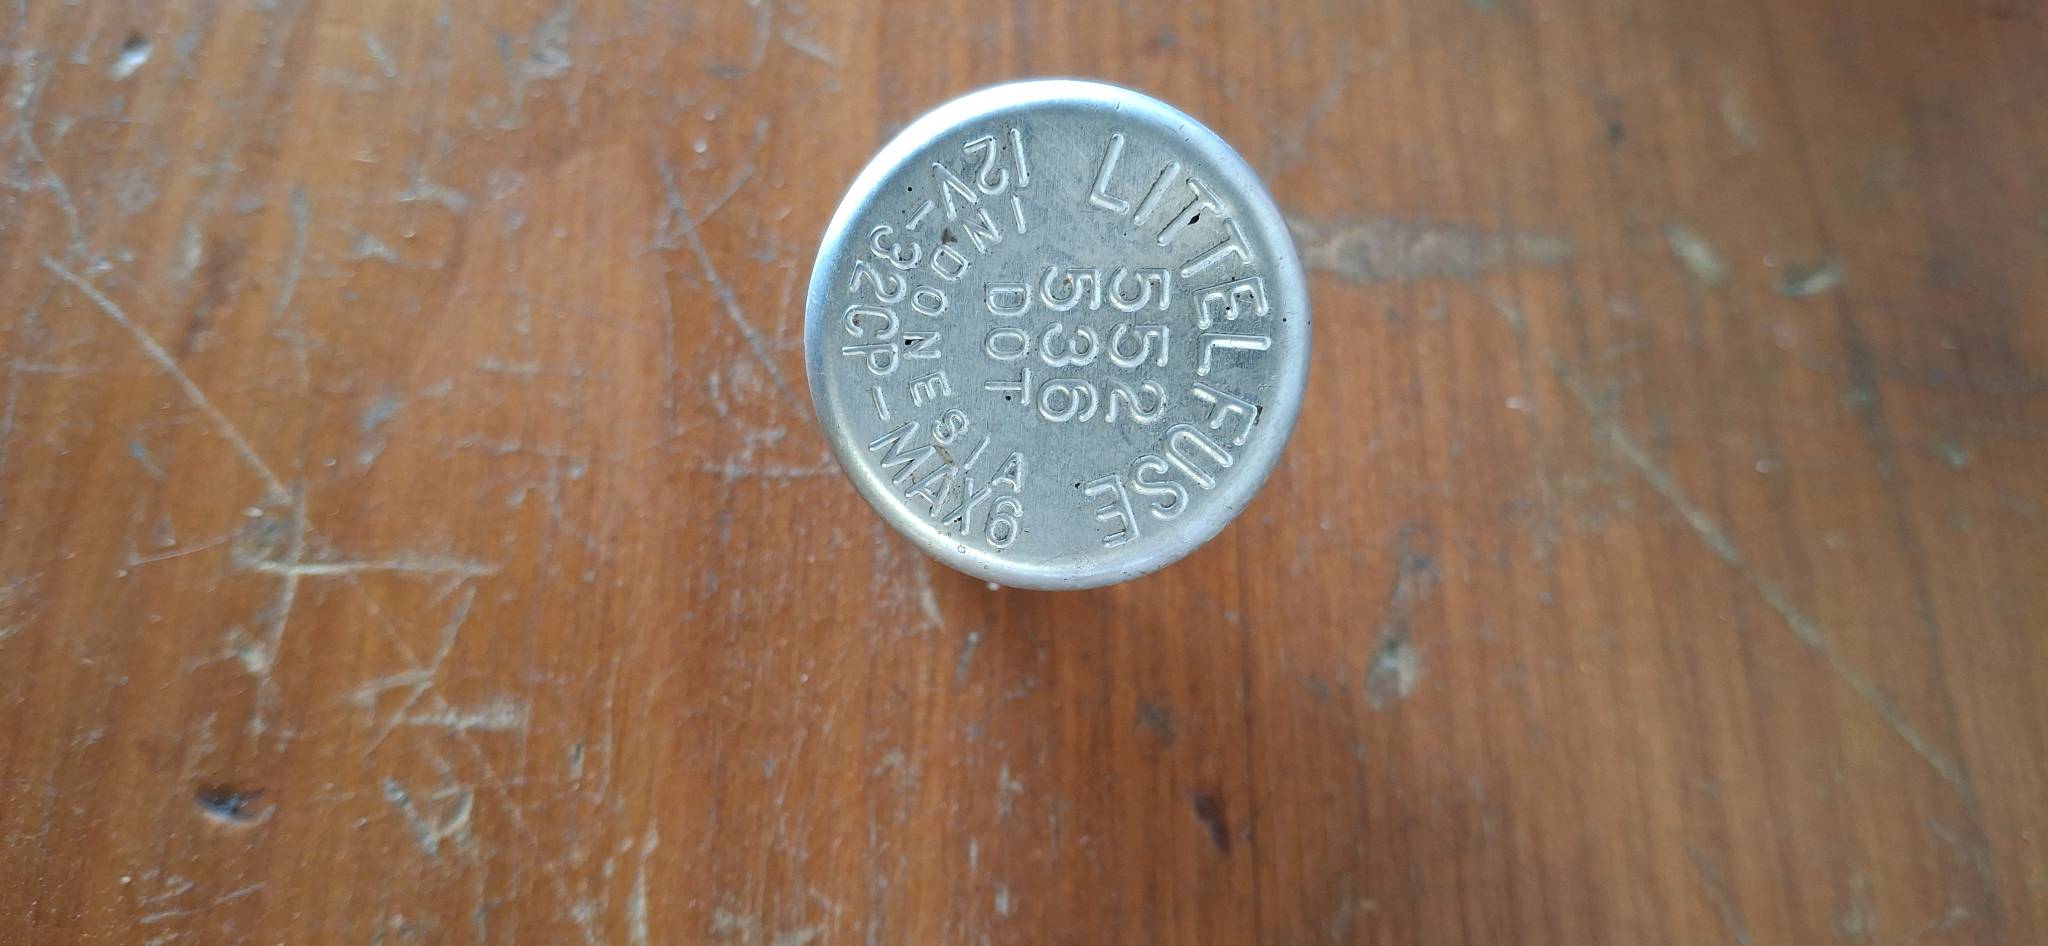 LITTELFUSE
552
536
DOT
INDONESIA
12V-32CP-MAX6